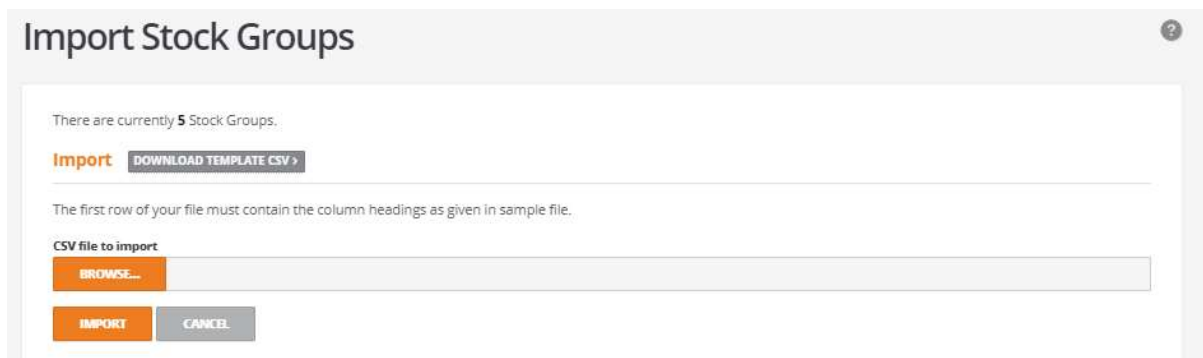 Import Stock Groups
?
There are currently 5 Stock Groups.
Import DOWNLOAD TEMPLATE CSV ›
The first row of your file must contain the column headings as given in sample file.
CSV file to import
BROWSE...
IMPORT CANCEL